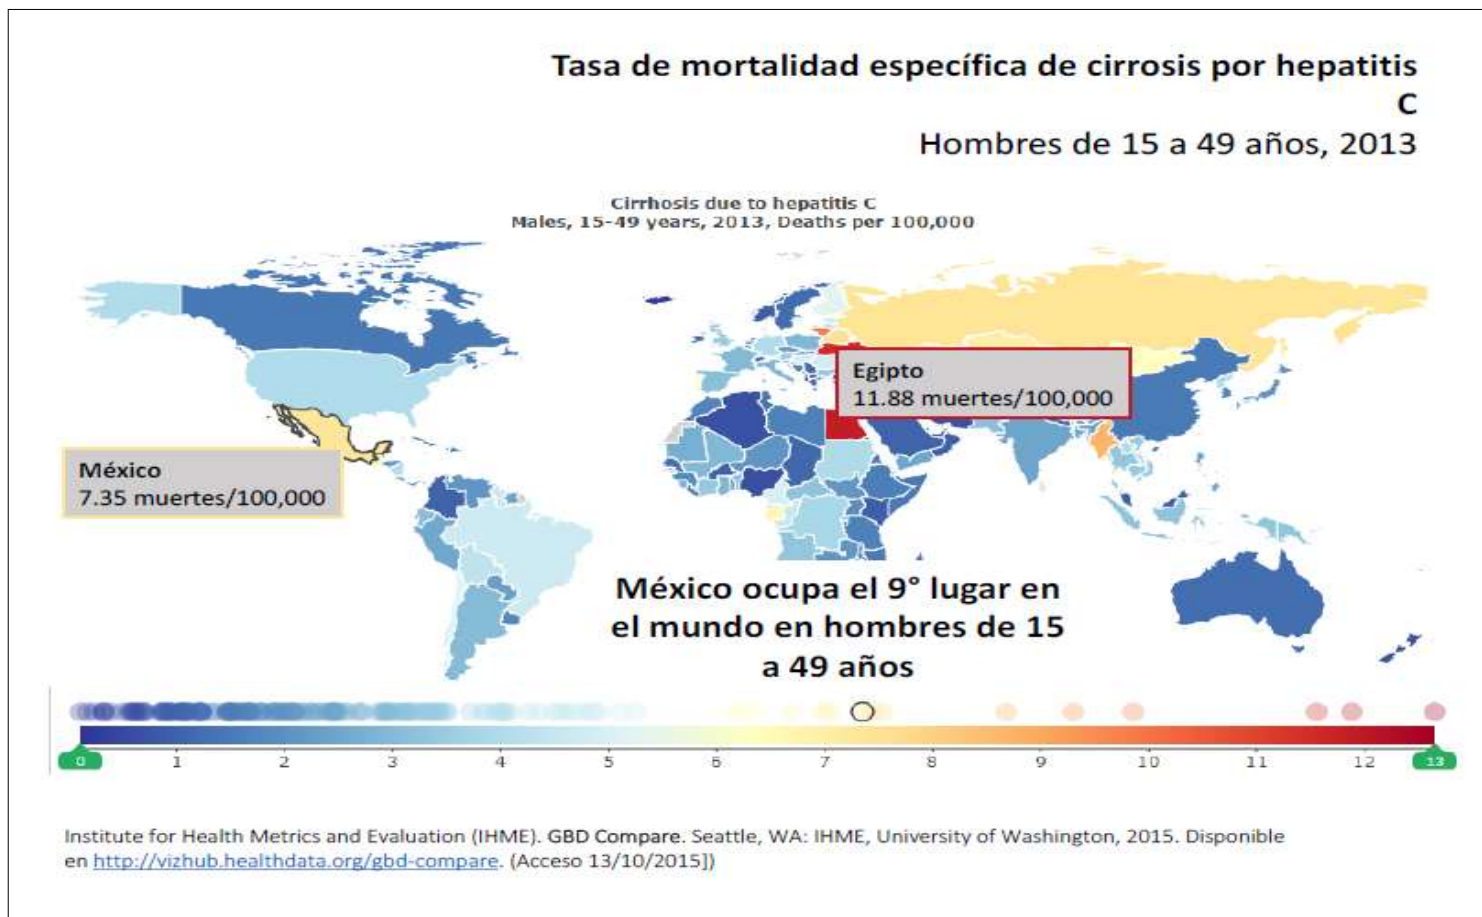 Tasa de mortalidad específica de cirrosis por hepatitis
C
Hombres de 15 a 49 años, 2013
Cirrhosis due to hepatitis C
Males, 15-49 years, 2013, Deaths per 100,000
Egipto
11.88 muertes/100,000
México
7.35 muertes/100,000
México ocupa el 9° lugar en
el mundo en hombres de 15
a 49 años
0 1 2 3 4 5 6 7 8 9 10 11 12 13
Institute for Health Metrics and Evaluation (IHME). GBD Compare. Seattle, WA: IHME, University of Washington, 2015. Disponible
en http://vizhub.healthdata.org/gbd-compare. (Acceso 13/10/2015])